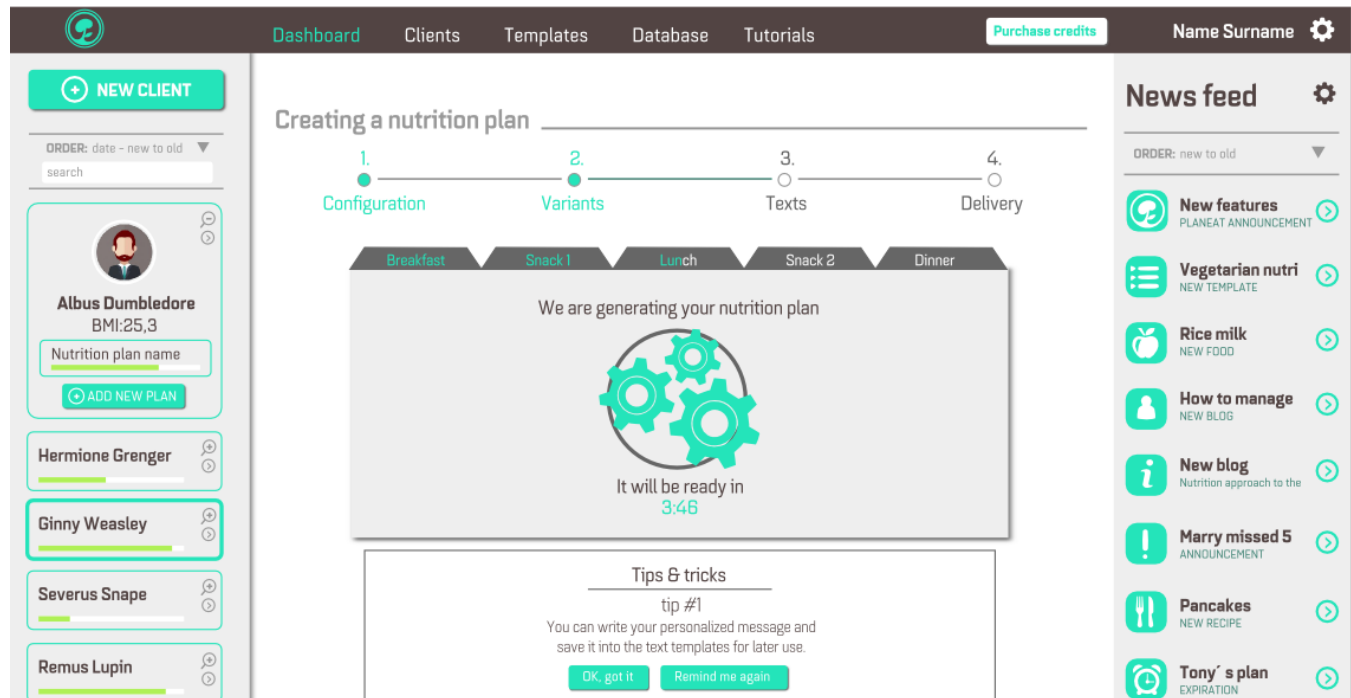 Dashboard Clients Templates Database Tutorials Purchase credits Name Surname
NEW CLIENT
ORDER: date - new to old
search
Albus Dumbledore
BMI:25,3
Nutrition plan name
ADD NEW PLAN
Hermione Grenger
Ginny Weasley
Severus Snape
Remus Lupin
Creating a nutrition plan
1. 2. 3. 4.
Configuration Variants Texts Delivery
Breakfast Snack 1 Lunch Snack 2 Dinner
We are generating your nutrition plan
It will be ready in
3:46
Tips & tricks
tip #1
You can write your personalized message and
save it into the text templates for later use.
OK, got it Remind me again
News feed
ORDER: new to old
New features
PLANEAT ANNOUNCEMENT
Vegetarian nutri
NEW TEMPLATE
Rice milk
NEW FOOD
How to manage
NEW BLOG
New blog
Nutrition approach to the
Marry missed 5
ANNOUNCEMENT
Pancakes
NEW RECIPE
Tony´s plan
EXPIRATION